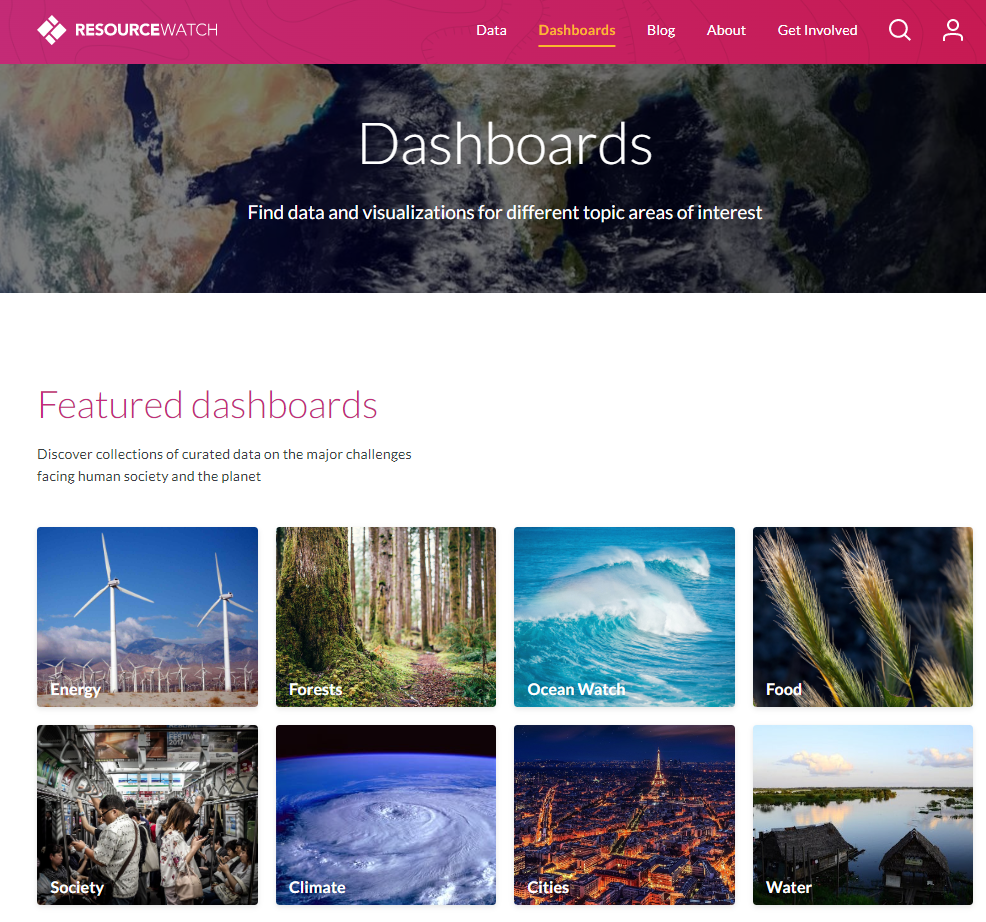 RESOURCEWATCH
Data
Dashboards
Blog
About
Get Involved
Dashboards
Find data and visualizations for different topic areas of interest
Featured dashboards
Discover collections of curated data on the major challenges
facing human society and the planet
Energy
Forests
Ocean Watch
Food
FESTIVAL
2017
Society
Climate
Cities
Water